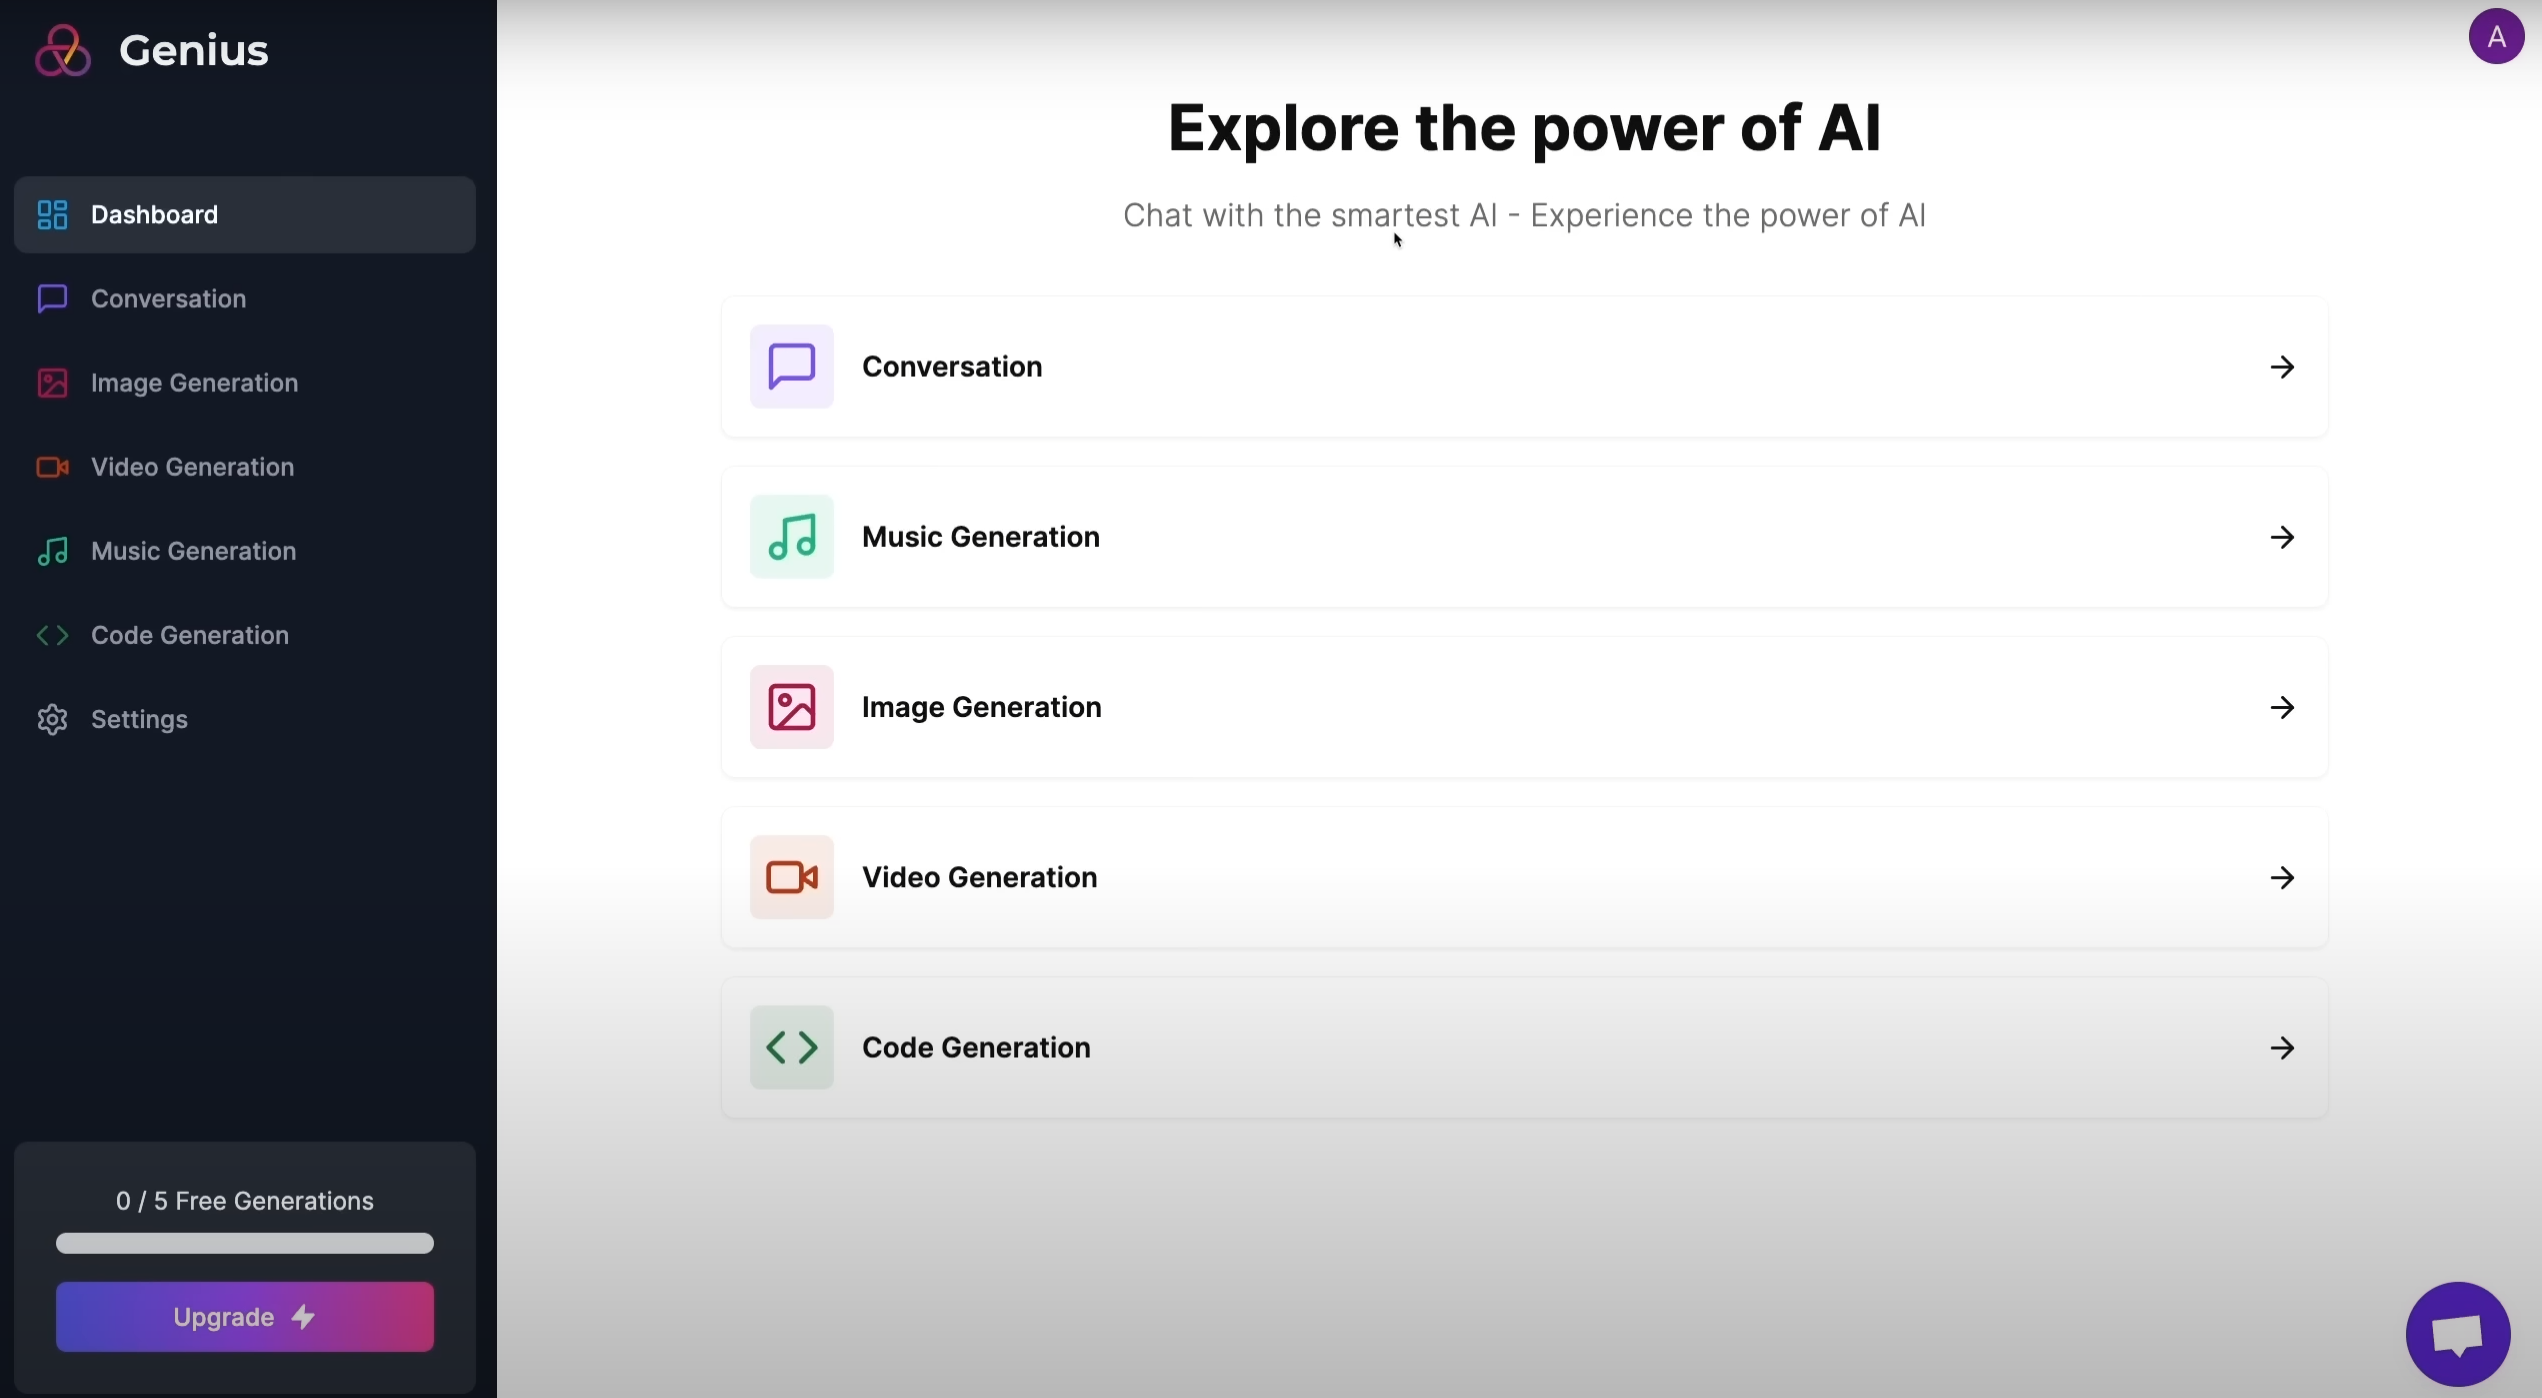 Genius
Dashboard
Conversation
Image Generation
Video Generation
Music Generation
Code Generation
Settings
0 / 5 Free Generations
Upgrade
A
Explore the power of AI
Chat with the smartest AI - Experience the power of AI
Conversation
Music Generation
Image Generation
Video Generation
Code Generation